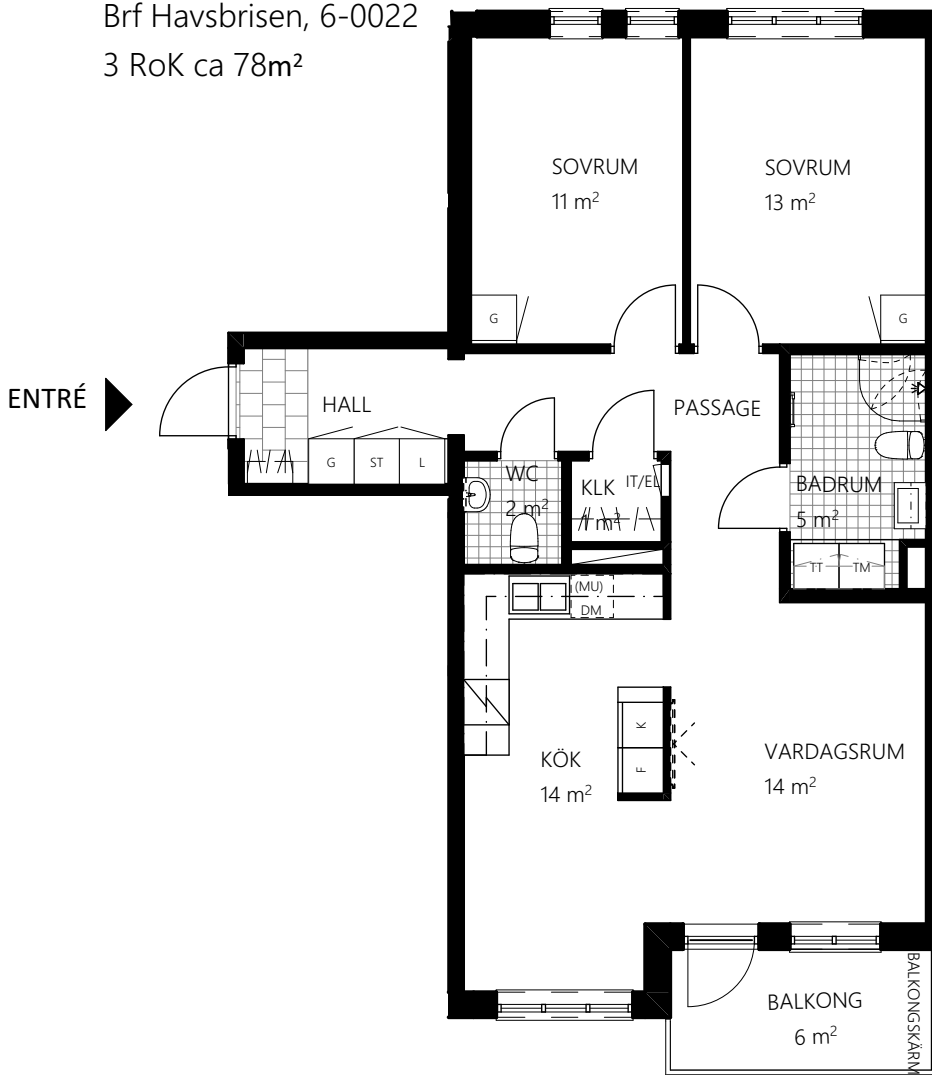 Brf Havsbrisen, 6-0022
3 RoK ca 78m²
SOVRUM
11 m²
SOVRUM
13 m²
G
G
ENTRÉ
HALL
PASSAGE
G
ST
L
WC
2 m²
KLK
1 m²
IT/EL
BADRUM
5 m²
TT
TM
(MU)
DM
K
F
KÖK
14 m²
VARDAGSRUM
14 m²
BALKONG
6 m²
BALKONGSKÄRM